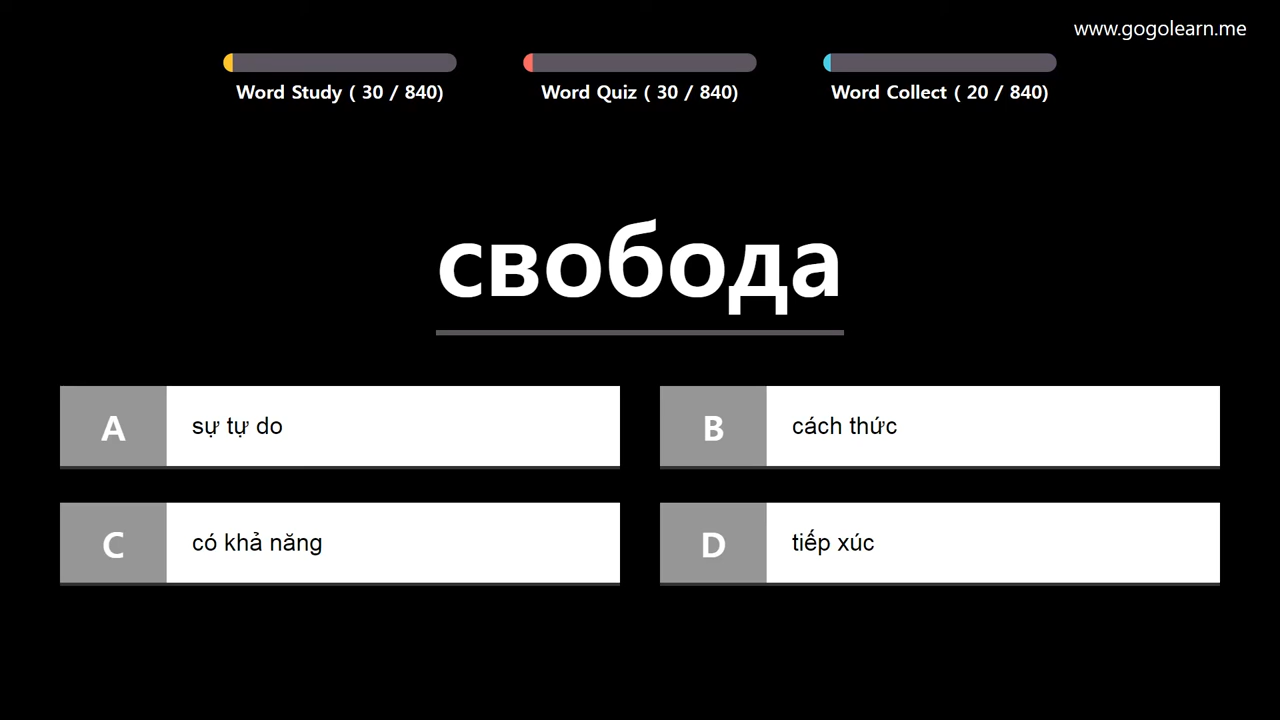 www.gogolearn.me
Word Study ( 30 / 840)
Word Quiz ( 30 / 840)
Word Collect ( 20 / 840)
свобода
A
sự tự do
B
cách thức
C
có khả năng
D
tiếp xúc